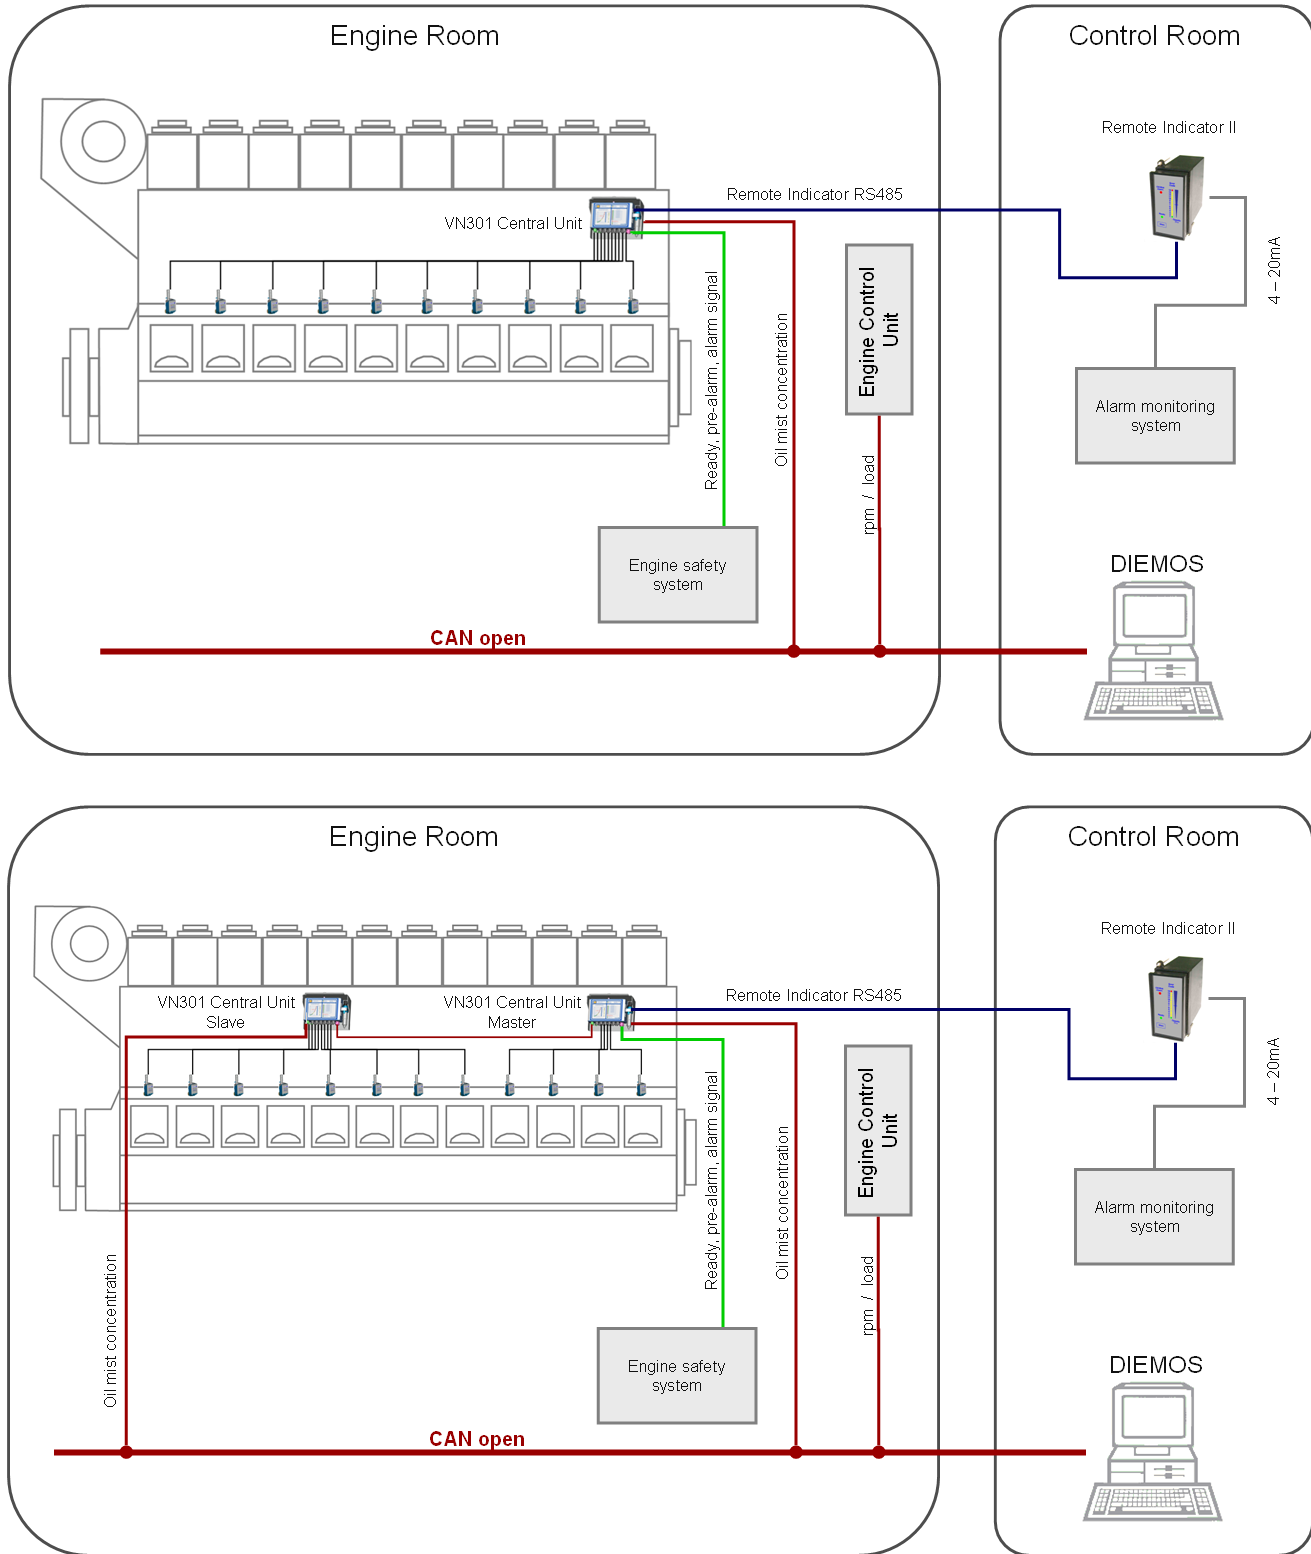 Engine Room
Control Room
Remote Indicator II
Remote Indicator RS485
VN301 Central Unit
4 – 20mA
Engine Control
Unit
Ready, pre-alarm, alarm signal
Oil mist concentration
Alarm monitoring
system
rpm / load
Engine safety
system
DIEMOS
CAN open
Engine Room
Control Room
Remote Indicator II
VN301 Central Unit
Slave
VN301 Central Unit
Master
Remote Indicator RS485
4 – 20mA
Engine Control
Unit
Ready, pre-alarm, alarm signal
Oil mist concentration
Alarm monitoring
system
Oil mist concentration
rpm / load
Engine safety
system
DIEMOS
CAN open